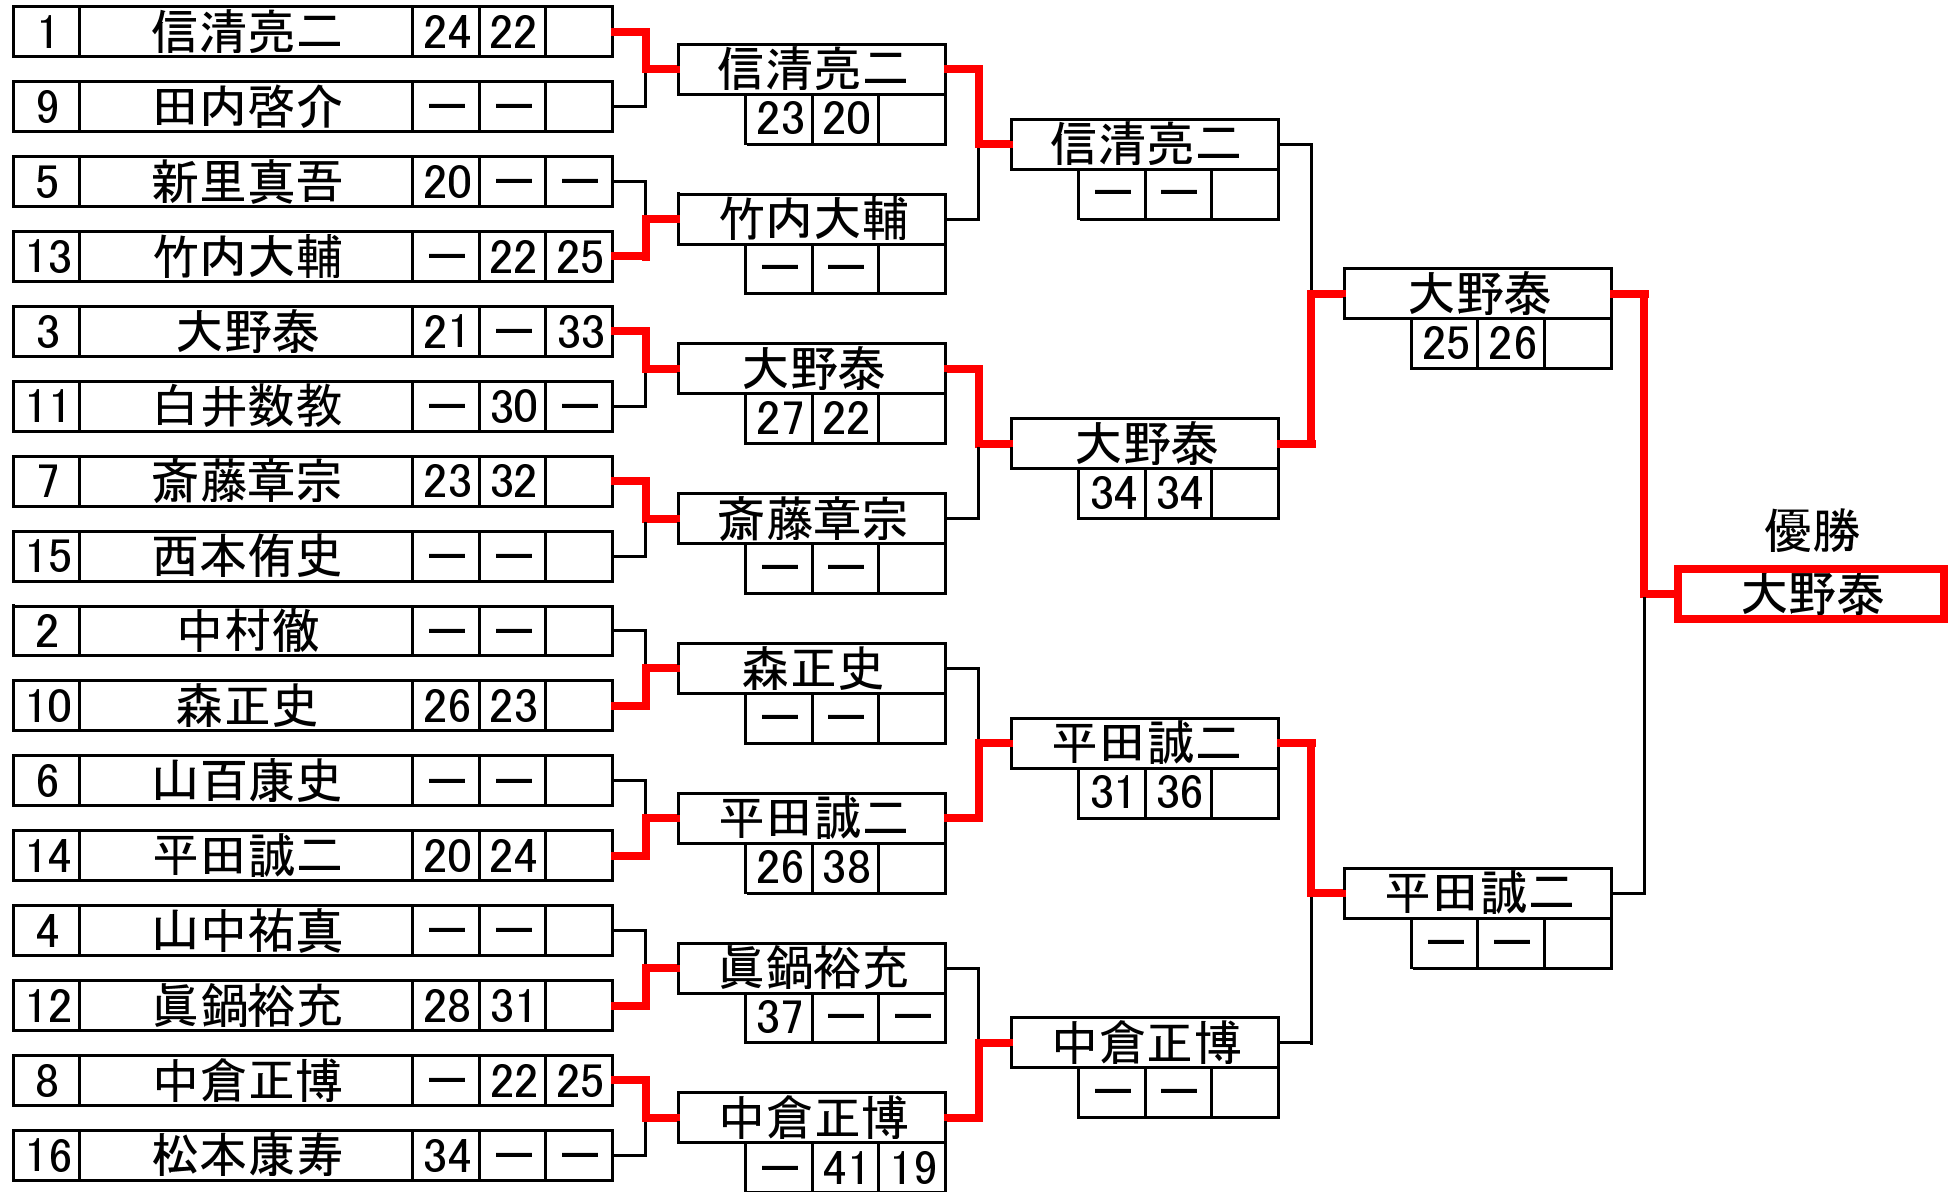 1 信清亮二 24 22
9 田内啓介 ー ー
5 新里真吾 20 ー ー
13 竹内大輔 ー 22 25
3 大野泰 21 ー 33
11 白井数教 ー 30 ー
7 斎藤章宗 23 32
15 西本侑史 ー ー
2 中村徹 ー ー
10 森正史 26 23
6 山百康史 ー ー
14 平田誠二 20 24
4 山中祐真 ー ー
12 眞鍋裕充 28 31
8 中倉正博 ー 22 25
16 松本康寿 34 ー ー
信清亮二
23 20
竹内大輔
ー ー
大野泰
27 22
斎藤章宗
ー ー
森正史
ー ー
平田誠二
26 38
眞鍋裕充
37 ー ー
中倉正博
ー 41 19
信清亮二
ー ー
大野泰
34 34
平田誠二
31 36
中倉正博
ー ー
大野泰
25 26
平田誠二
ー ー
優勝
大野泰